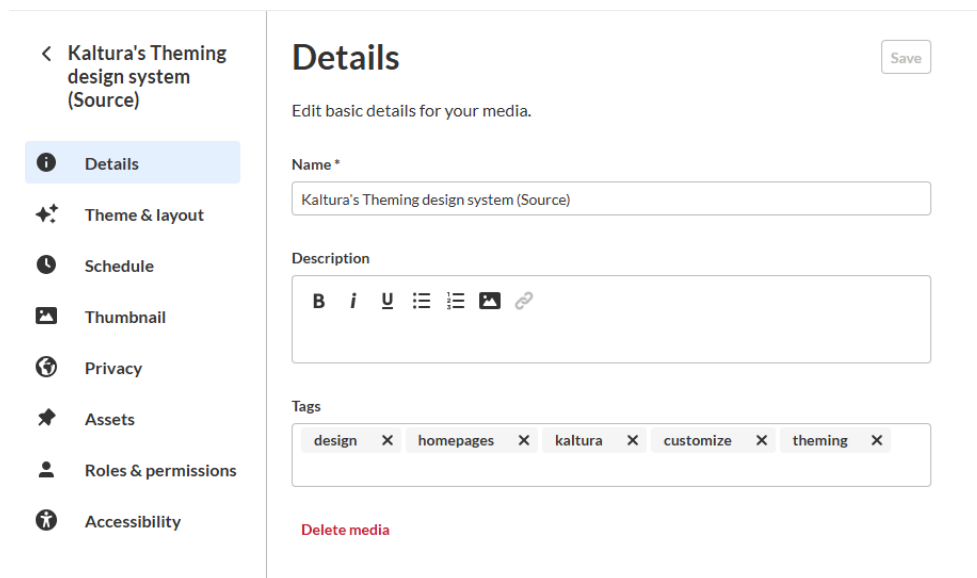 Kaltura's Theming
design system
(Source)
Details
Theme & layout
Schedule
Thumbnail
Privacy
Assets
Roles & permissions
Accessibility
Details
Save
Edit basic details for your media.
Name *
Kaltura's Theming design system (Source)
Description
B i U
Tags
design × homepages × kaltura × customize × theming ×
Delete media